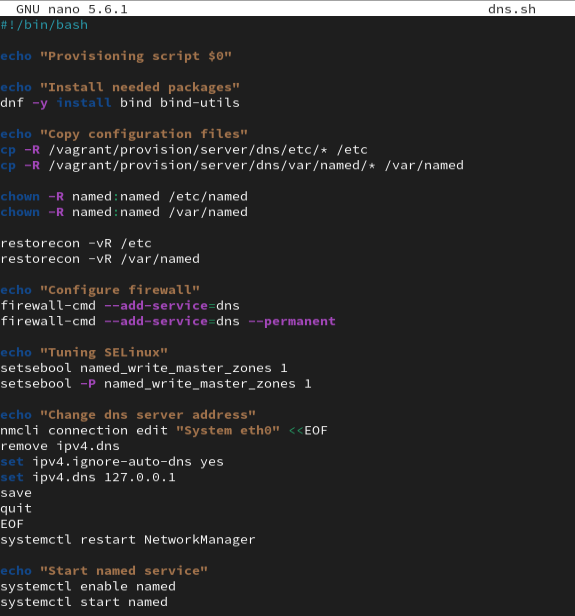 GNU nano 5.6.1 dns.sh
#!/bin/bash
echo "Provisioning script $0"
echo "Install needed packages"
dnf -y install bind bind-utils
echo "Copy configuration files"
cp -R /vagrant/provision/server/dns/etc/* /etc
cp -R /vagrant/provision/server/dns/var/named/* /var/named
chown -R named:named /etc/named
chown -R named:named /var/named
restorecon -vR /etc
restorecon -vR /var/named
echo "Configure firewall"
firewall-cmd --add-service=dns
firewall-cmd --add-service=dns --permanent
echo "Tuning SELinux"
setsebool named_write_master_zones 1
setsebool -P named_write_master_zones 1
echo "Change dns server address"
nmcli connection edit "System eth0" <<EOF
remove ipv4.dns
set ipv4.ignore-auto-dns yes
set ipv4.dns 127.0.0.1
save
quit
EOF
systemctl restart NetworkManager
echo "Start named service"
systemctl enable named
systemctl start named